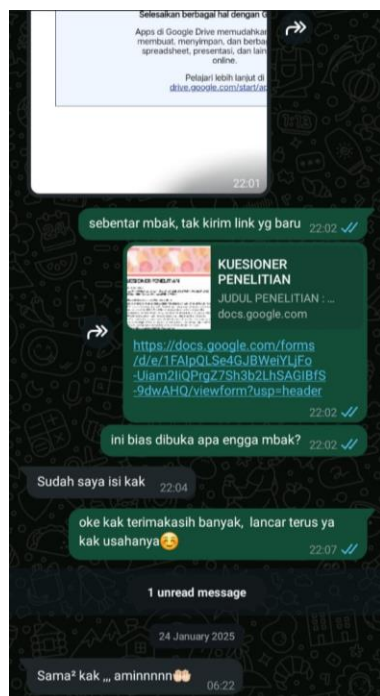 Selesaikan berbagai hal dengan G
Apps di Google Drive memudahkan
membuat, menyimpan, dan berba
spreadsheet, presentasi, dan lain
online.
Pelajari lebih lanjut di
drive.google.com/start/ap
22:01
sebentar mbak, tak kirim link yg baru 22:02
KUESIONER
PENELITIAN
JUDUL PENELITIAN : ...
docs.google.com
https://docs.google.com/forms
/d/e/1FAIpQLSe4GJBWeiYLjFo
-Uiam2IiQPrgZ7Sh3b2LhSAGIBfS
-9dwAHQ/viewform?usp=header
22:02
ini bias dibuka apa engga mbak? 22:02
Sudah saya isi kak 22:04
oke kak terimakasih banyak, lancar terus ya
kak usahanya☺️
22:07
1 unread message
24 January 2025
Sama² kak ,,, aminnnnn🤲🏻 06:22